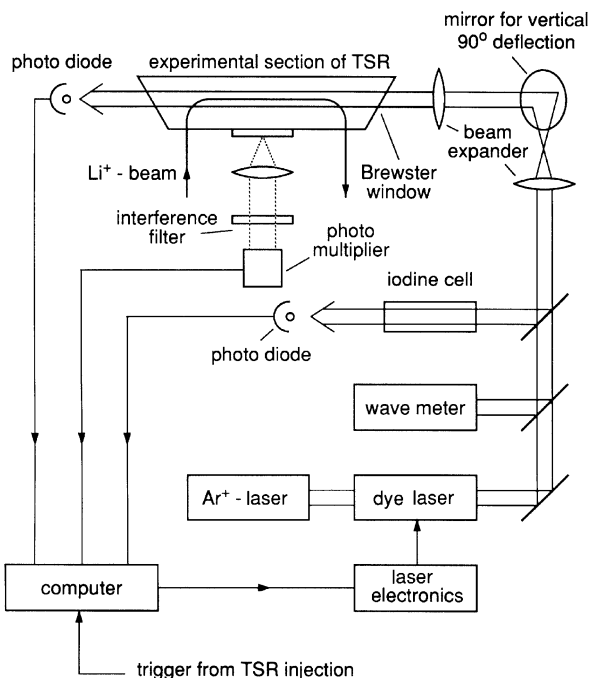 mirror for vertical
90° deflection
photo diode
experimental section of TSR
beam
expander
Li⁺ - beam
Brewster
window
interference
filter
photo
multiplier
iodine cell
photo diode
wave meter
Ar⁺ - laser
dye laser
computer
laser
electronics
trigger from TSR injection